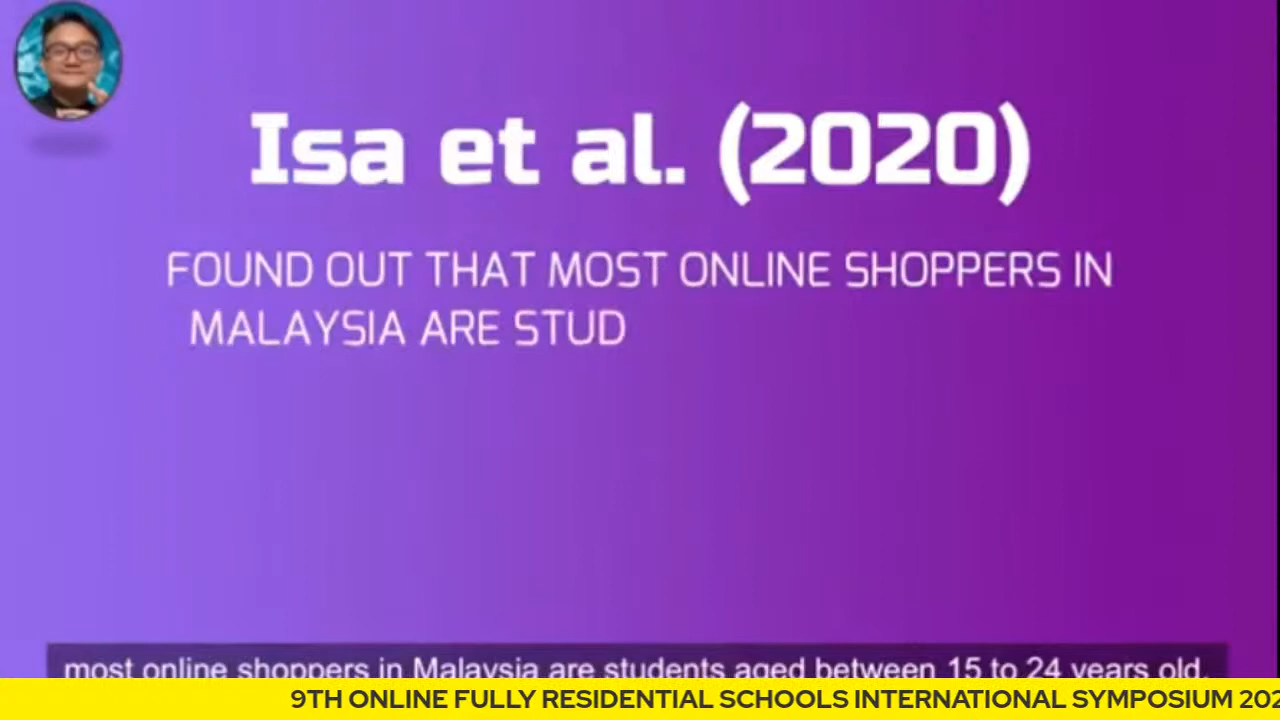 Isa et al. (2020)
FOUND OUT THAT MOST ONLINE SHOPPERS IN
MALAYSIA ARE STUD
most online shoppers in Malaysia are students aged between 15 to 24 years old.
9TH ONLINE FULLY RESIDENTIAL SCHOOLS INTERNATIONAL SYMPOSIUM 202